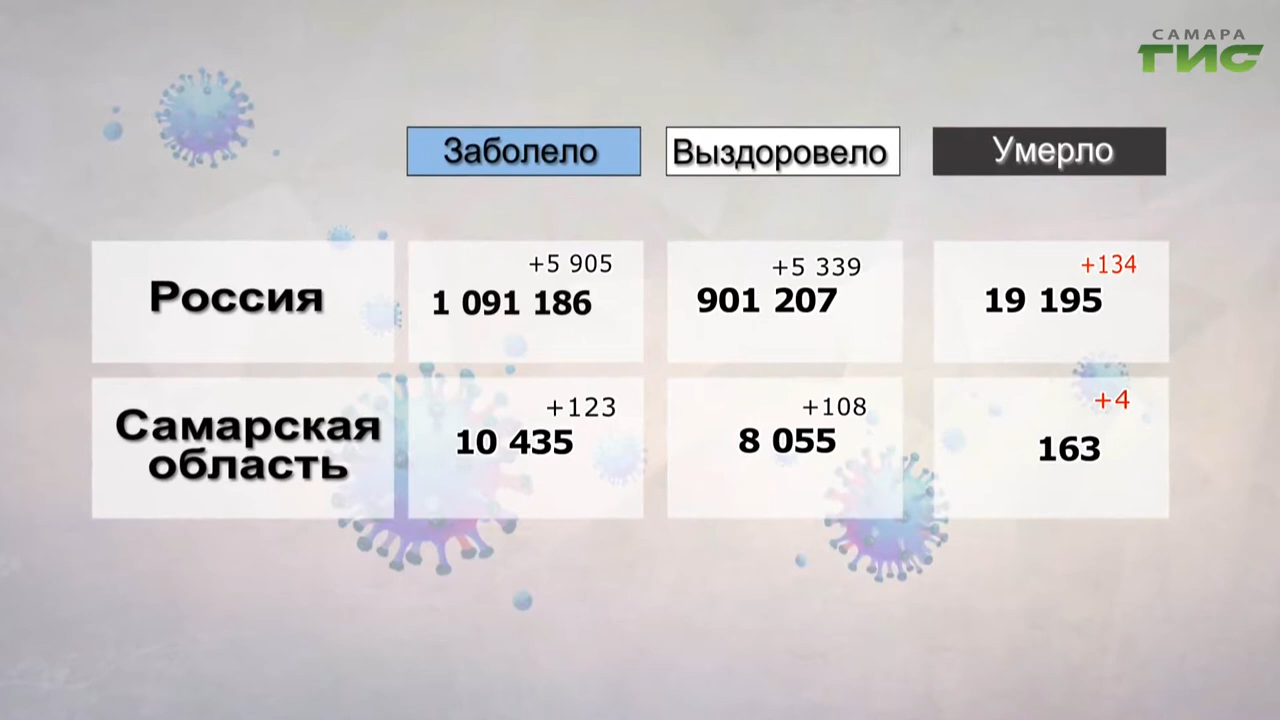 САМАРА
ГИС
Заболело
Выздоровело
Умерло
Россия
+5 905
1 091 186
+5 339
901 207
+134
19 195
Самарская
область
+123
10 435
+108
8 055
+4
163